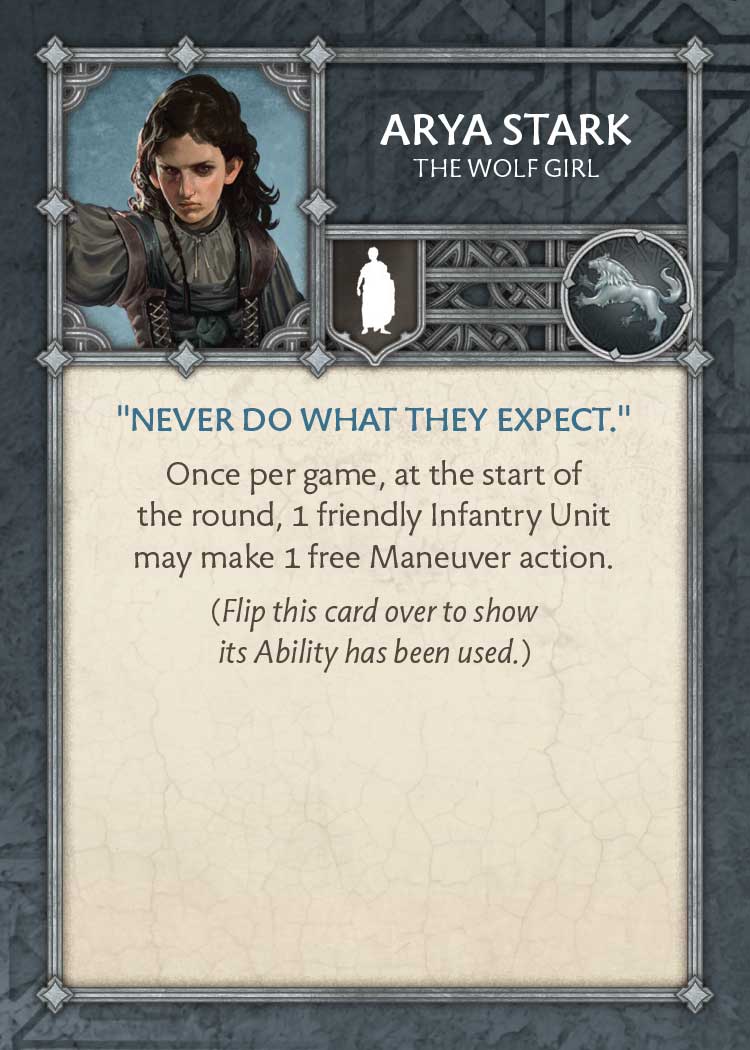 ARYA STARK
THE WOLF GIRL
"NEVER DO WHAT THEY EXPECT."
Once per game, at the start of
the round, 1 friendly Infantry Unit
may make 1 free Maneuver action.
(Flip this card over to show
its Ability has been used.)